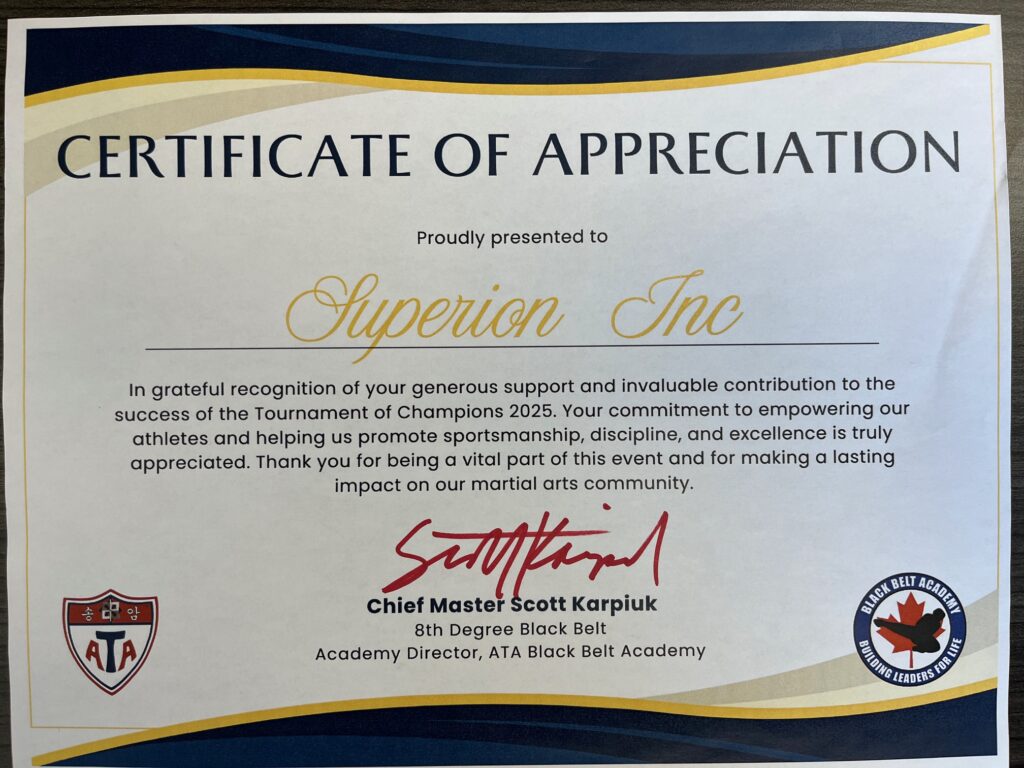 CERTIFICATE OF APPRECIATION
Proudly presented to
Superion Inc
In grateful recognition of your generous support and invaluable contribution to the
success of the Tournament of Champions 2025. Your commitment to empowering our
athletes and helping us promote sportsmanship, discipline, and excellence is truly
appreciated. Thank you for being a vital part of this event and for making a lasting
impact on our martial arts community.
Scott Karpiuk
Chief Master Scott Karpiuk
8th Degree Black Belt
Academy Director, ATA Black Belt Academy
송 암
ATA
BLACK BELT ACADEMY
BUILDING LEADERS FOR LIFE